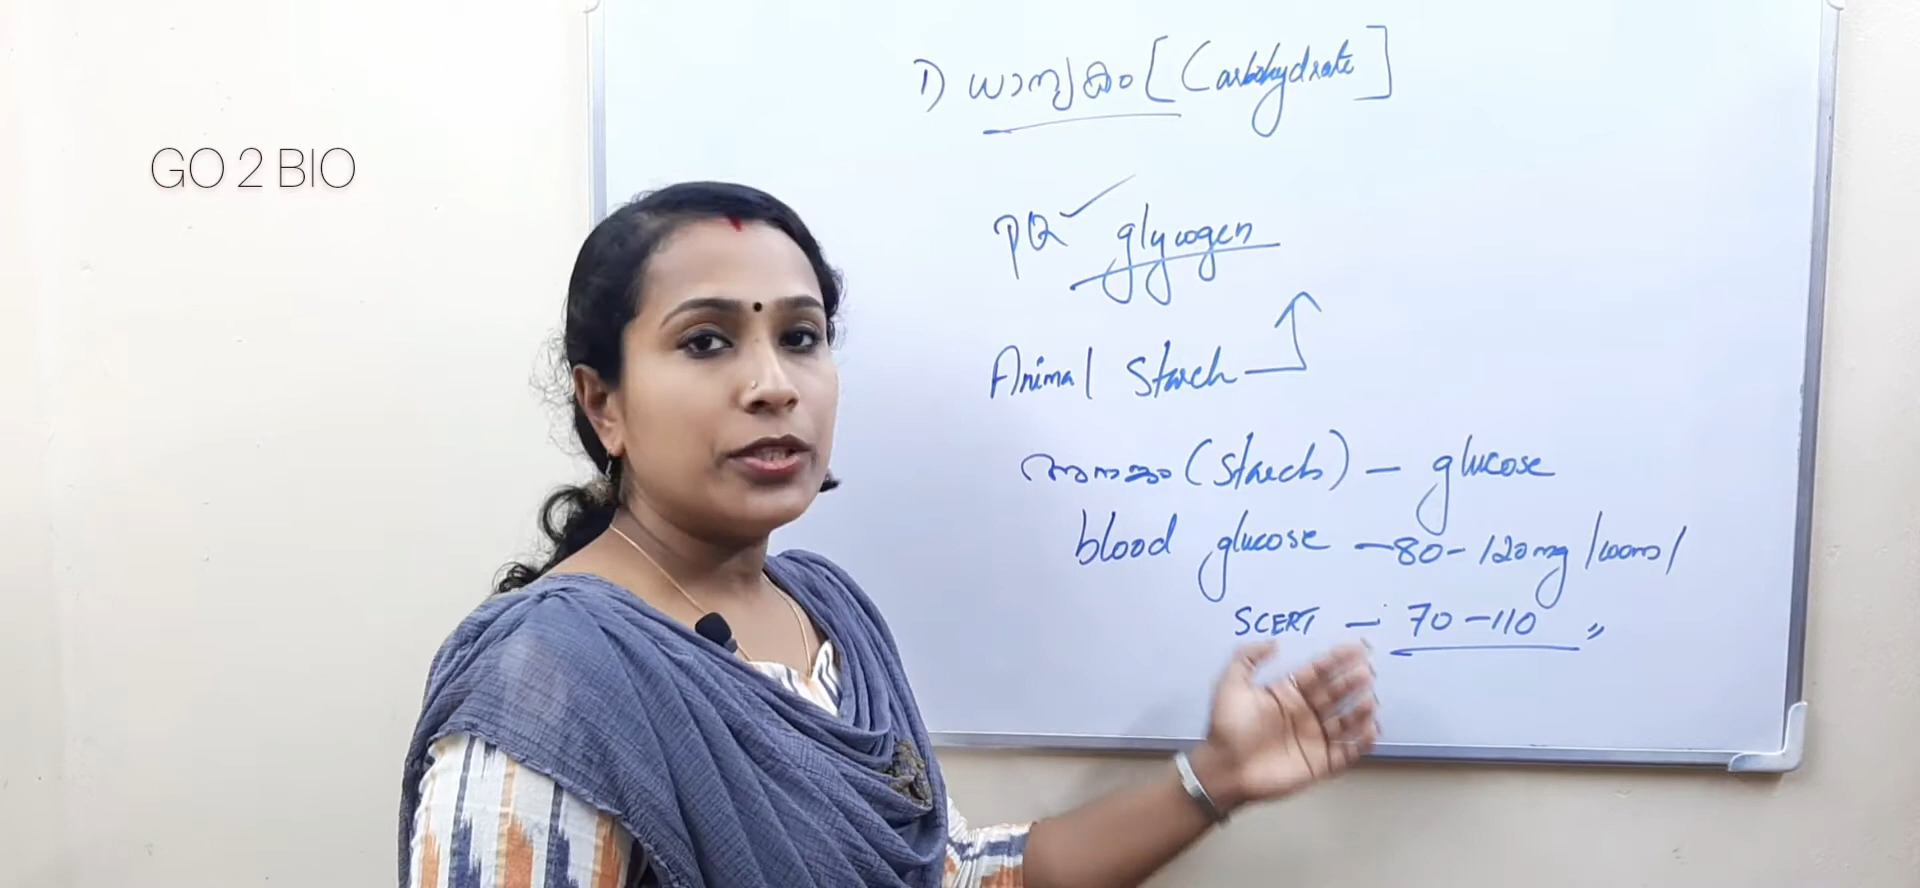 GO 2 BIO
1) ധാന്യകം [Carbohydrate]
PQ glycogen
Animal Starch
അന്നജം (Starch) - glucose
blood glucose - 80-120mg/100ml
SCERT - 70-110 "